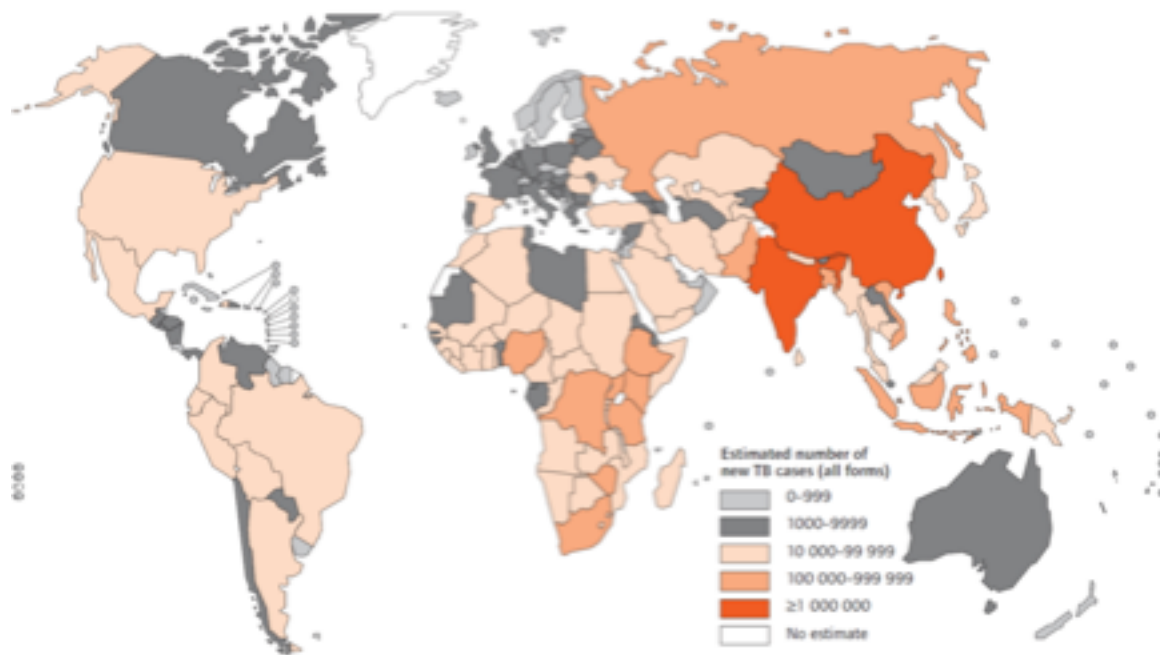 Estimated number of
new TB cases (all forms)
0–999
1000–9999
10 000–99 999
100 000–999 999
≥1 000 000
No estimate